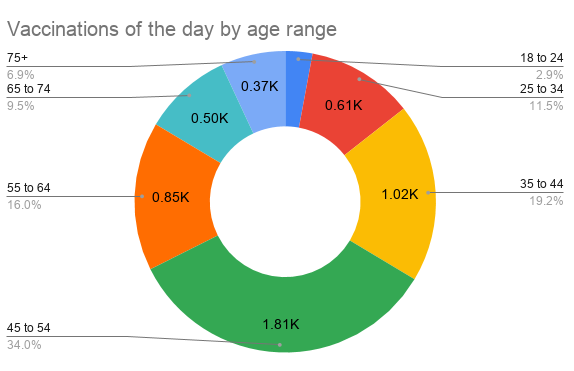 Vaccinations of the day by age range
75+
6.9%
65 to 74
9.5%
55 to 64
16.0%
45 to 54
34.0%
18 to 24
2.9%
25 to 34
11.5%
35 to 44
19.2%
0.37K
0.61K
0.50K
0.85K
1.02K
1.81K